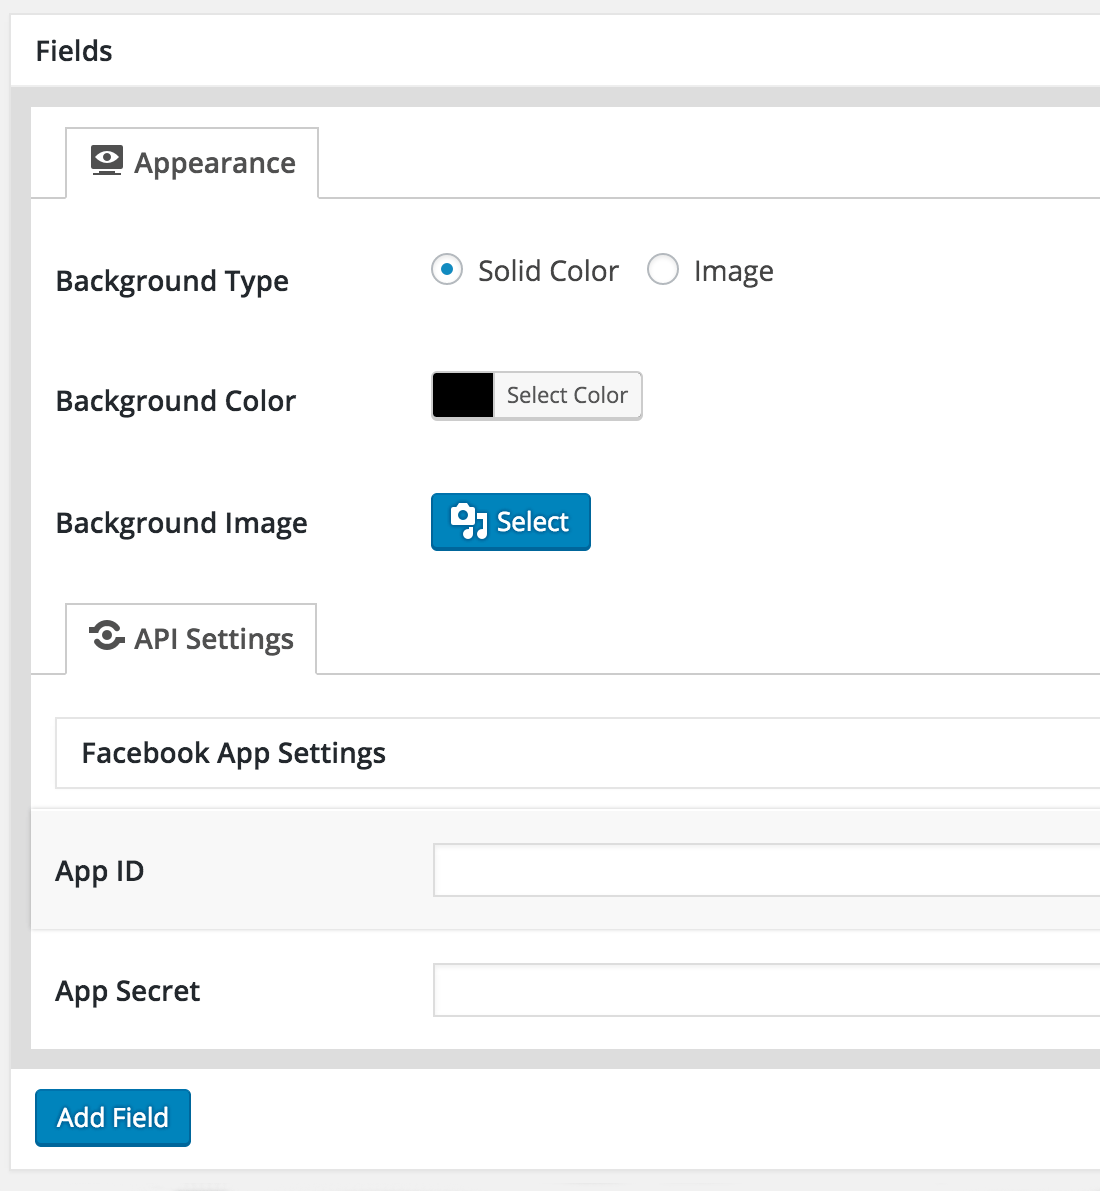 Fields
Appearance
Background Type
Solid Color
Image
Background Color
Select Color
Background Image
Select
API Settings
Facebook App Settings
App ID
App Secret
Add Field